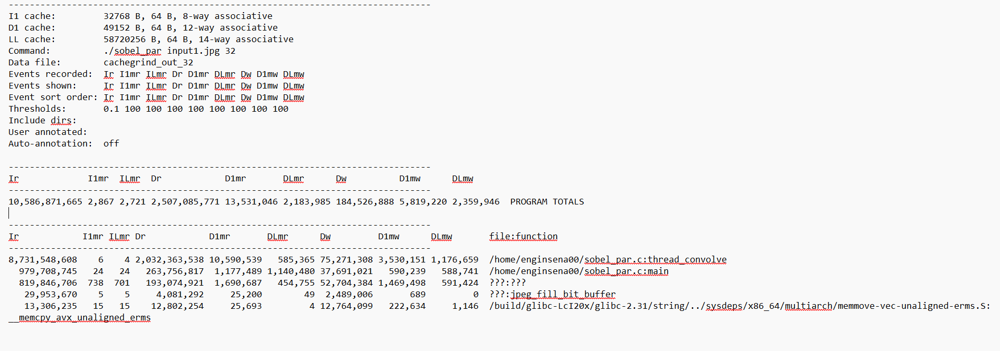 --------------------------------------------------------------------------------
I1 cache:         32768 B, 64 B, 8-way associative
D1 cache:         49152 B, 64 B, 12-way associative
LL cache:         58720256 B, 64 B, 14-way associative
Command:          ./sobel_par input1.jpg 32
Data file:        cachegrind_out_32
Events recorded:  Ir I1mr ILmr Dr D1mr DLmr Dw D1mw DLmw
Events shown:     Ir I1mr ILmr Dr D1mr DLmr Dw D1mw DLmw
Event sort order: Ir I1mr ILmr Dr D1mr DLmr Dw D1mw DLmw
Thresholds:       0.1 100 100 100 100 100 100 100 100
Include dirs:
User annotated:
Auto-annotation:  off
--------------------------------------------------------------------------------
Ir             I1mr  ILmr  Dr            D1mr       DLmr      Dw          D1mw      DLmw
--------------------------------------------------------------------------------
10,586,871,665 2,867 2,721 2,507,085,771 13,531,046 2,183,985 184,526,888 5,819,220 2,359,946  PROGRAM TOTALS
--------------------------------------------------------------------------------
Ir            I1mr ILmr Dr            D1mr       DLmr      Dw         D1mw      DLmw       file:function
--------------------------------------------------------------------------------
8,731,548,608    6    4 2,032,363,538 10,590,539   585,365 75,271,308 3,530,151 1,176,659  /home/enginsena00/sobel_par.c:thread_convolve
979,708,745   24   24   263,756,817  1,177,489 1,140,480 37,691,021   590,239   588,741  /home/enginsena00/sobel_par.c:main
819,846,706  738  701   193,074,921  1,690,687   454,755 52,704,384 1,469,498   591,424  ???:???
29,953,670    5    5     4,081,292     25,200        49  2,489,006       689         0  ???:jpeg_fill_bit_buffer
13,306,235   15   15    12,802,254     25,693         4 12,764,099   222,634     1,146  /build/glibc-LcI20x/glibc-2.31/string/../sysdeps/x86_64/multiarch/memmove-vec-unaligned-erms.S:
__memcpy_avx_unaligned_erms